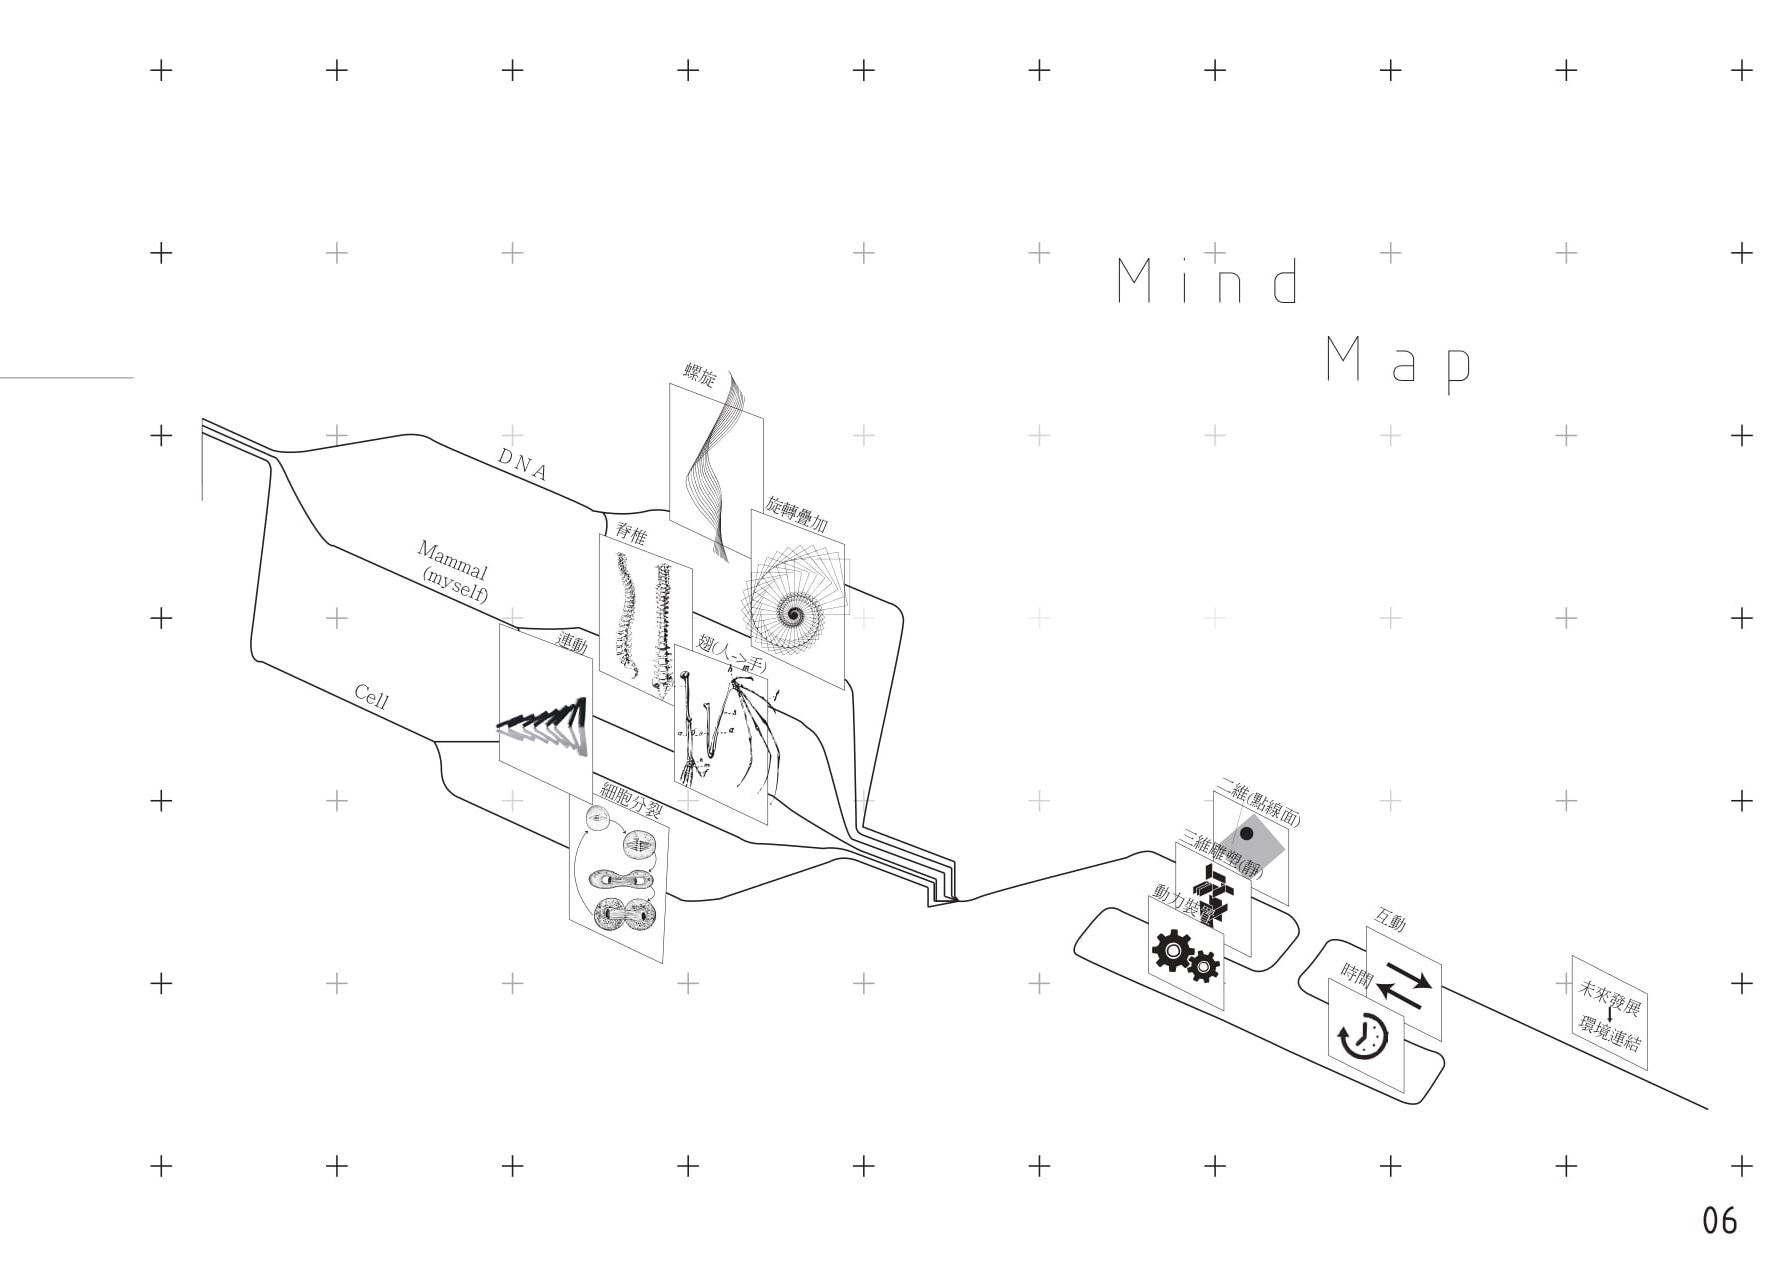 Mind
Map
螺旋
DNA
旋轉疊加
脊椎
Mammal
(myself)
連動
翅(人->手)
Cell
細胞分裂
二維(點線面)
三維雕塑(靜)
動力裝置
互動
時間
未來發展
環境連結
06